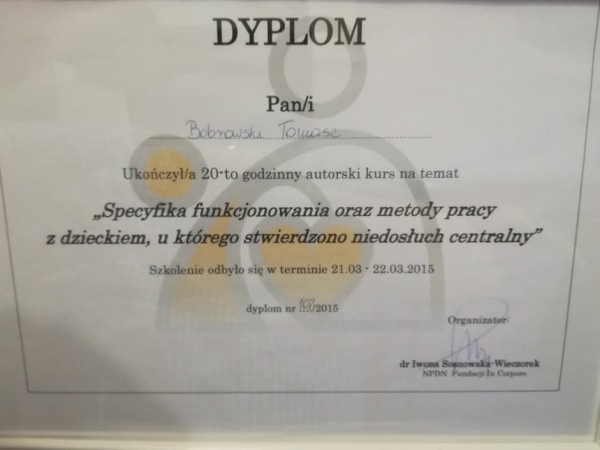 DYPLOM
Pan/i
Bobrowski Tomasz
Ukończył/a 20-to godzinny autorski kurs na temat
„Specyfika funkcjonowania oraz metody pracy
z dzieckiem, u którego stwierdzono niedosłuch centralny”
Szkolenie odbyło się w terminie 21.03 - 22.03.2015
dyplom nr /2015
Organizator:
dr Iwona Sosnowska-Wieczorek
NPDN Fundacji In Corpore